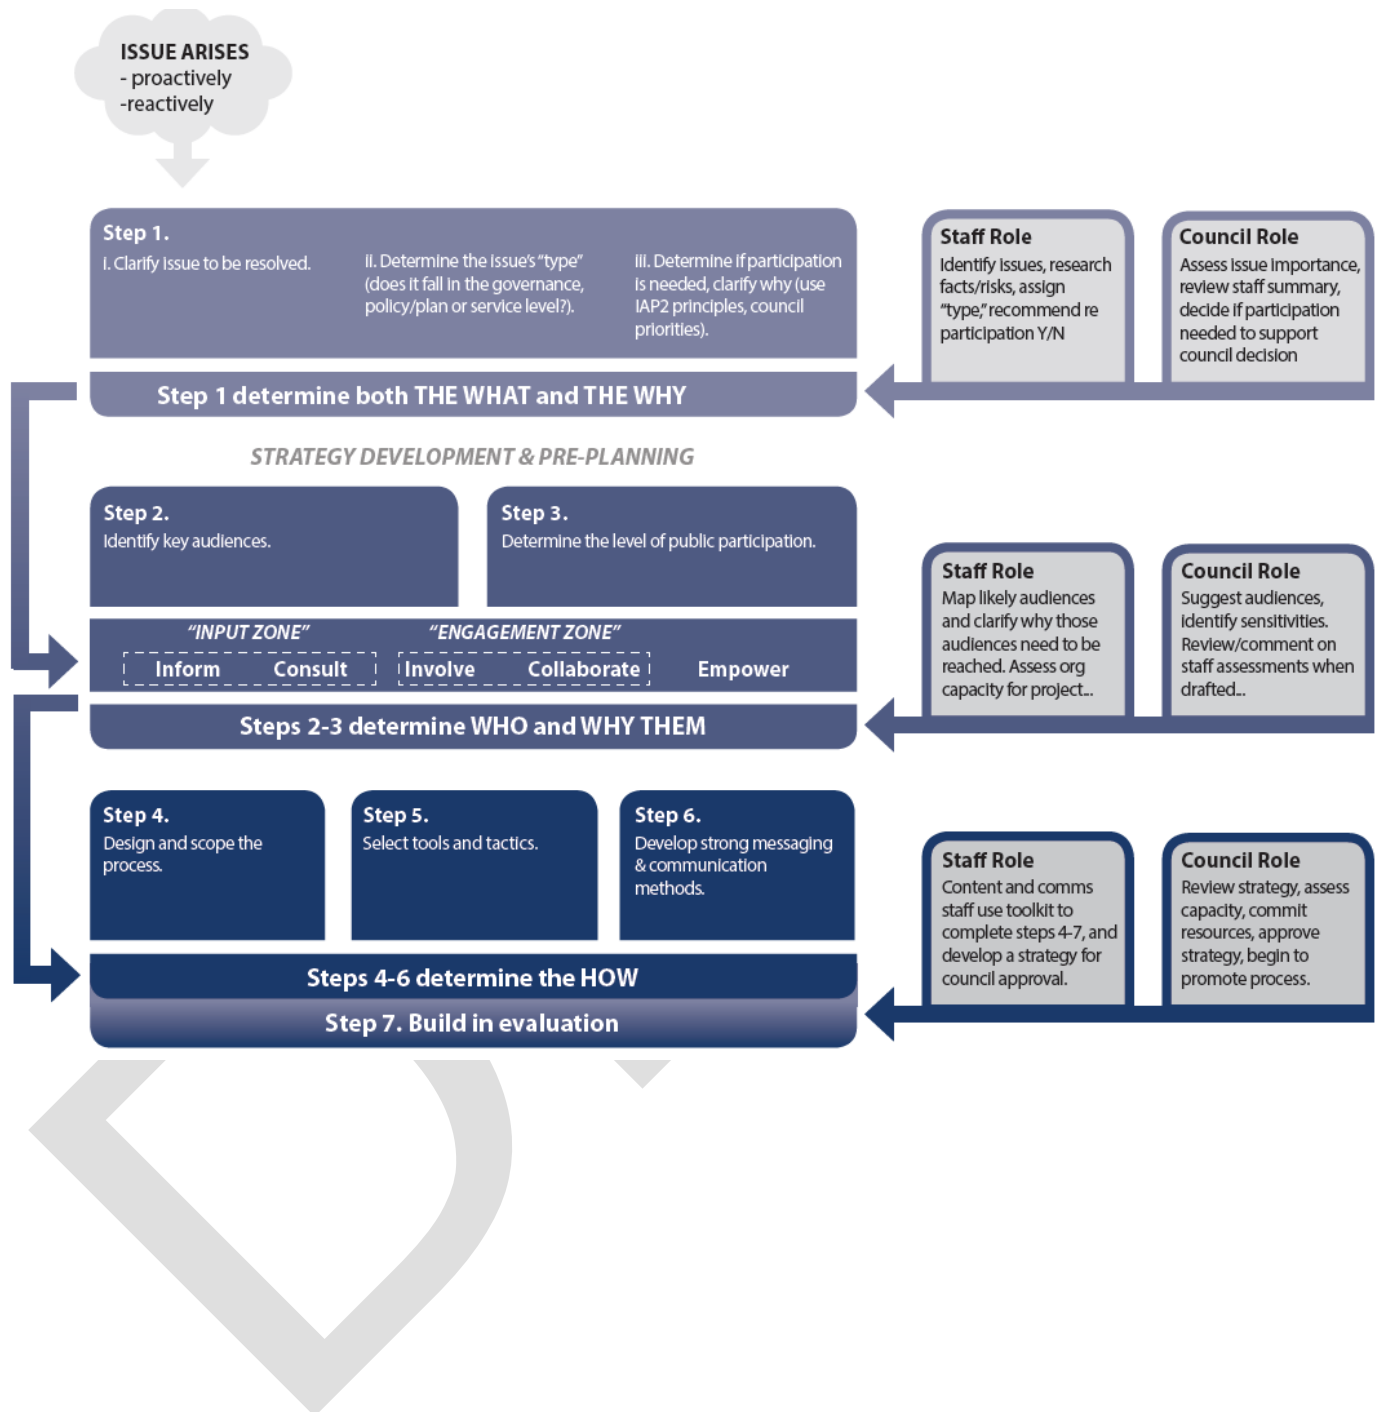 ISSUE ARISES
- proactively
-reactively
Step 1.
i. Clarify issue to be resolved.
ii. Determine the issue's "type"
(does it fall in the governance,
policy/plan or service level?).
iii. Determine if participation
is needed, clarify why (use
IAP2 principles, council
priorities).
Step 1 determine both THE WHAT and THE WHY
Staff Role
Identify issues, research
facts/risks, assign
"type," recommend re
participation Y/N
Council Role
Assess issue importance,
review staff summary,
decide if participation
needed to support
council decision
STRATEGY DEVELOPMENT & PRE-PLANNING
Step 2.
Identify key audiences.
Step 3.
Determine the level of public participation.
"INPUT ZONE" "ENGAGEMENT ZONE"
Inform Consult Involve Collaborate Empower
Steps 2-3 determine WHO and WHY THEM
Staff Role
Map likely audiences
and clarify why those
audiences need to be
reached. Assess org
capacity for project...
Council Role
Suggest audiences,
identify sensitivities.
Review/comment on
staff assessments when
drafted...
Step 4.
Design and scope the
process.
Step 5.
Select tools and tactics.
Step 6.
Develop strong messaging
& communication
methods.
Steps 4-6 determine the HOW
Step 7. Build in evaluation
Staff Role
Content and comms
staff use toolkit to
complete steps 4-7, and
develop a strategy for
council approval.
Council Role
Review strategy, assess
capacity, commit
resources, approve
strategy, begin to
promote process.